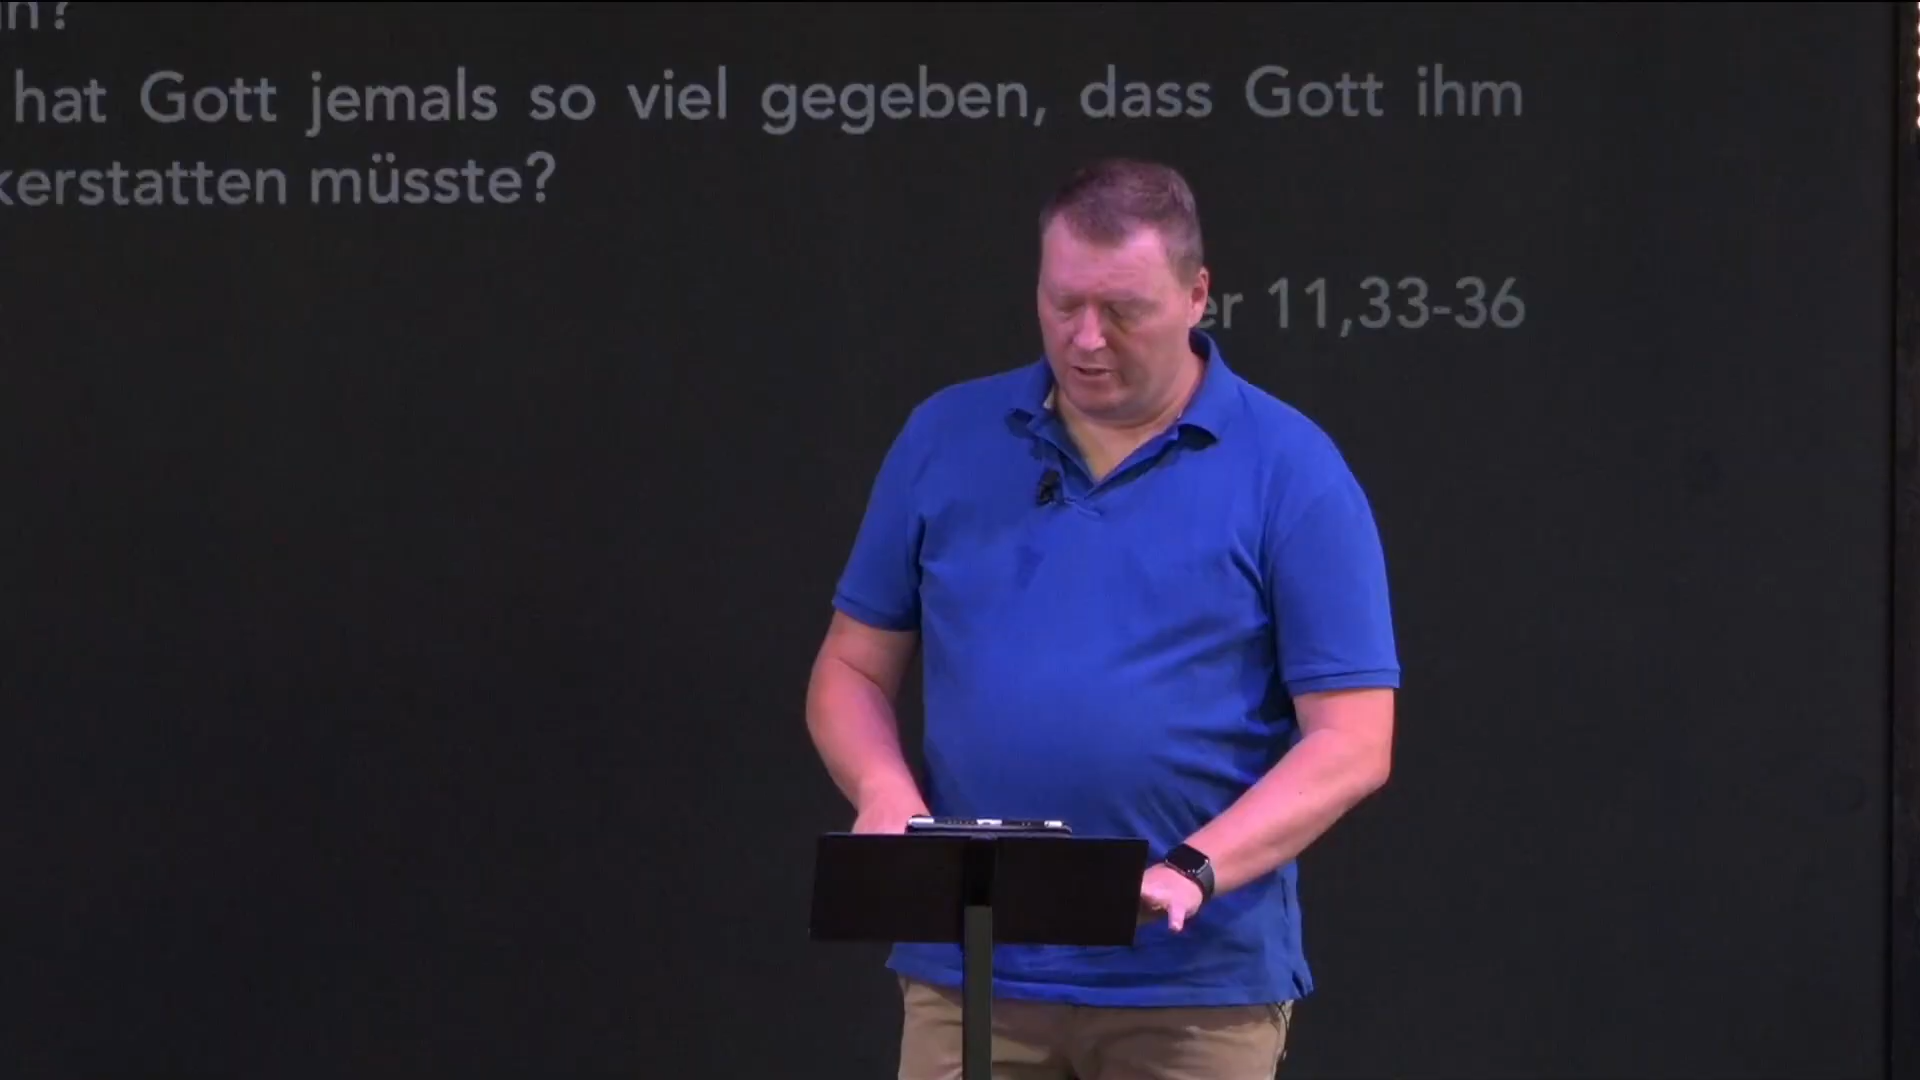 hat Gott jemals so viel gegeben, dass Gott ihm
kerstatten müsste?
er 11,33-36